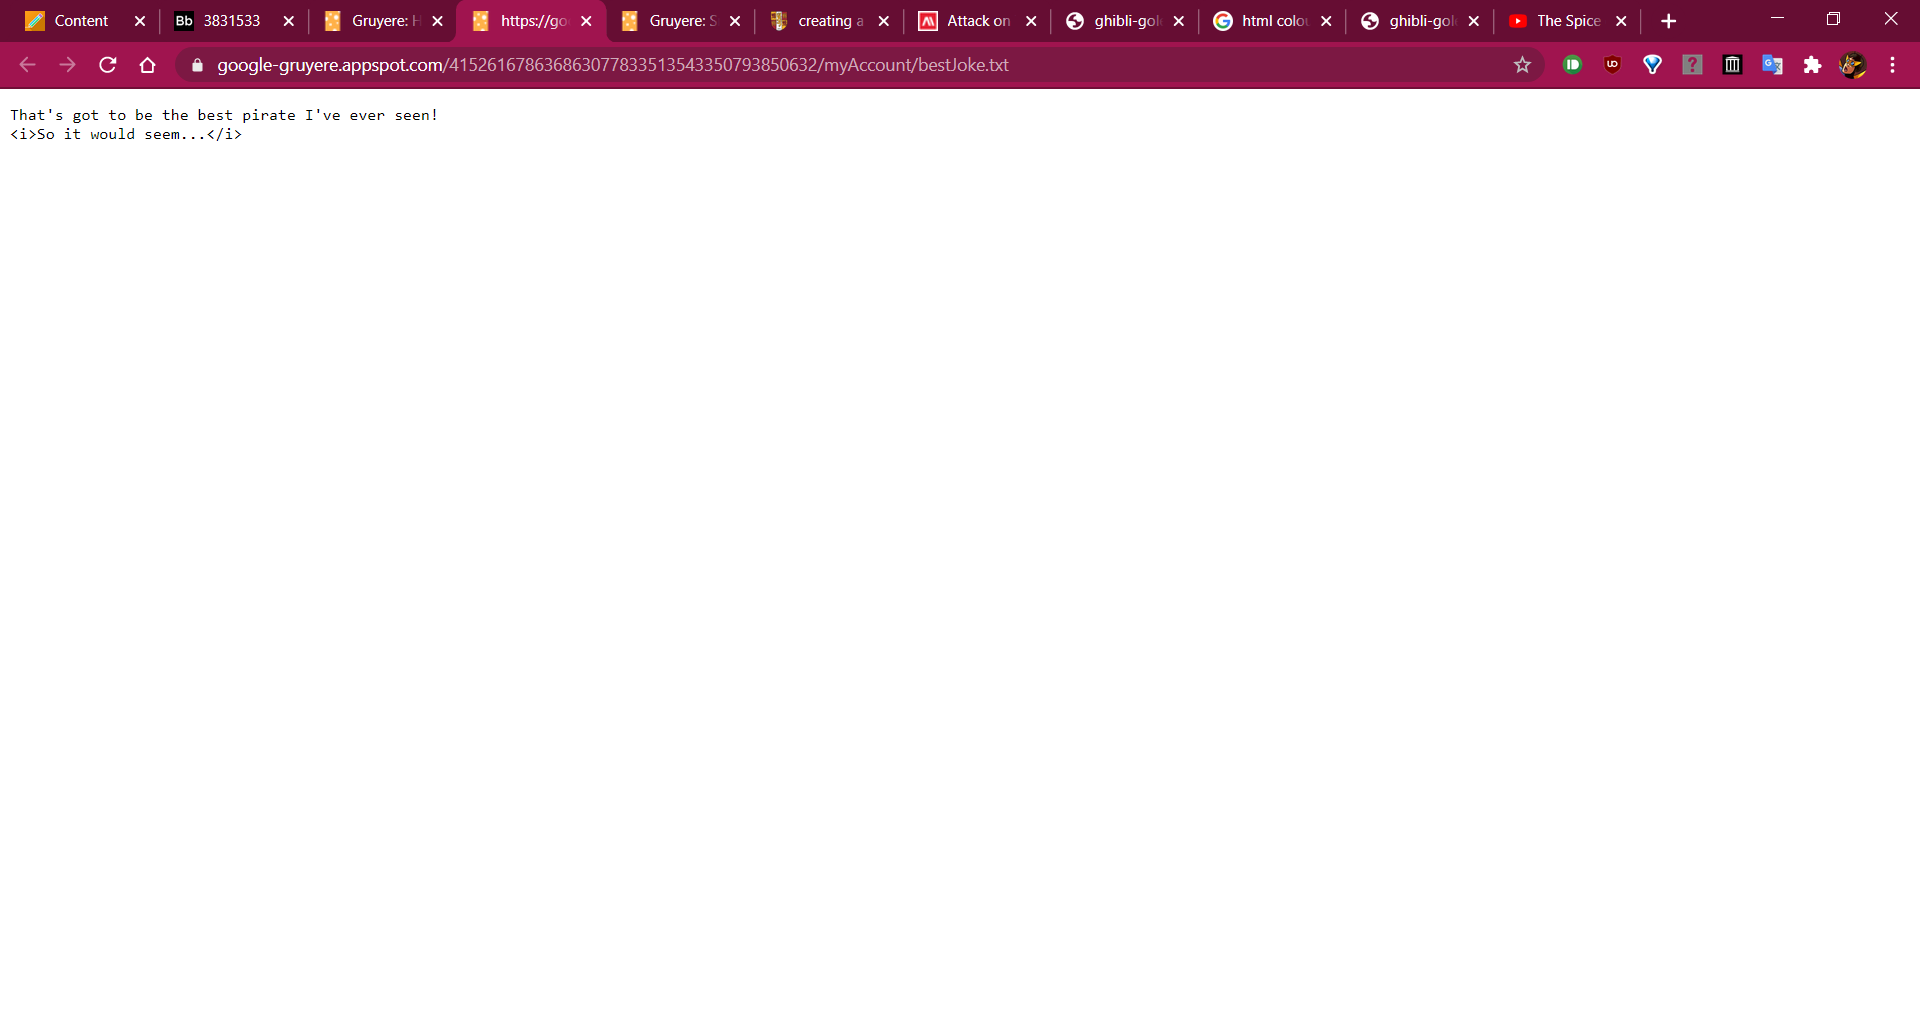 Content
Bb 3831533
Gruyere: H
https://go
Gruyere: S
creating a
Attack on
ghibli-gol
html colou
ghibli-gol
The Spice
google-gruyere.appspot.com/415261678636863077833513543350793850632/myAccount/bestJoke.txt
That's got to be the best pirate I've ever seen!
<i>So it would seem...</i>